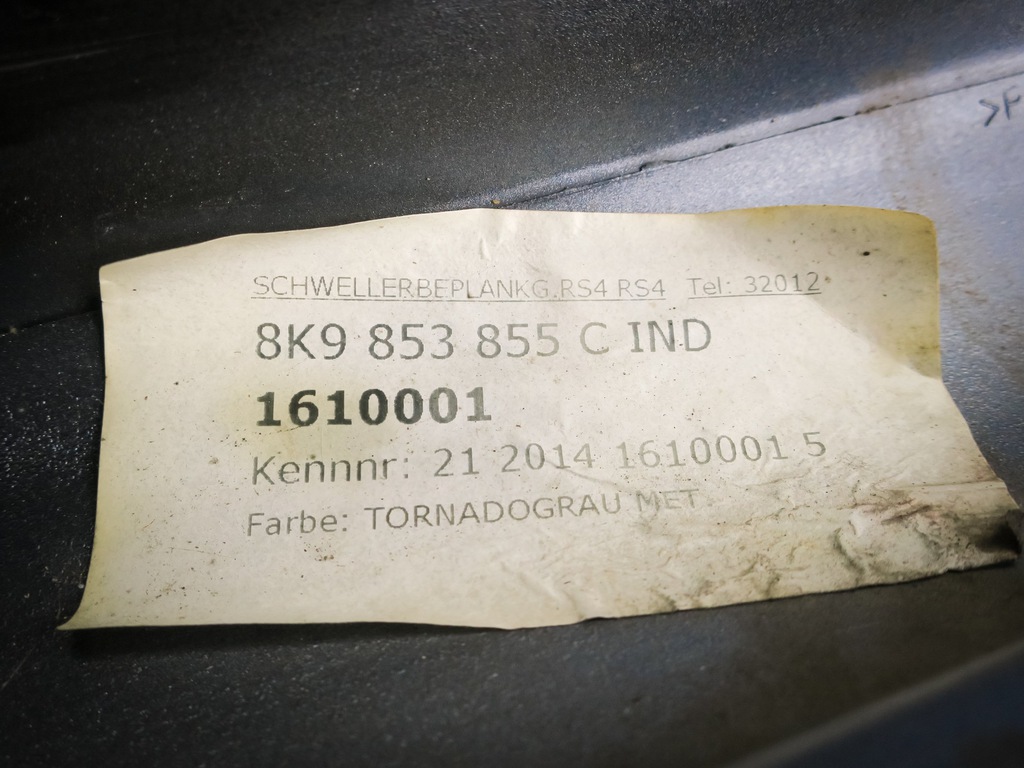 >P
SCHWELLERBEPLANKG.RS4 RS4 Tel: 32012
8K9 853 855 C IND
1610001
Kennnr: 21 2014 1610001 5
Farbe: TORNADOGRAU MET.